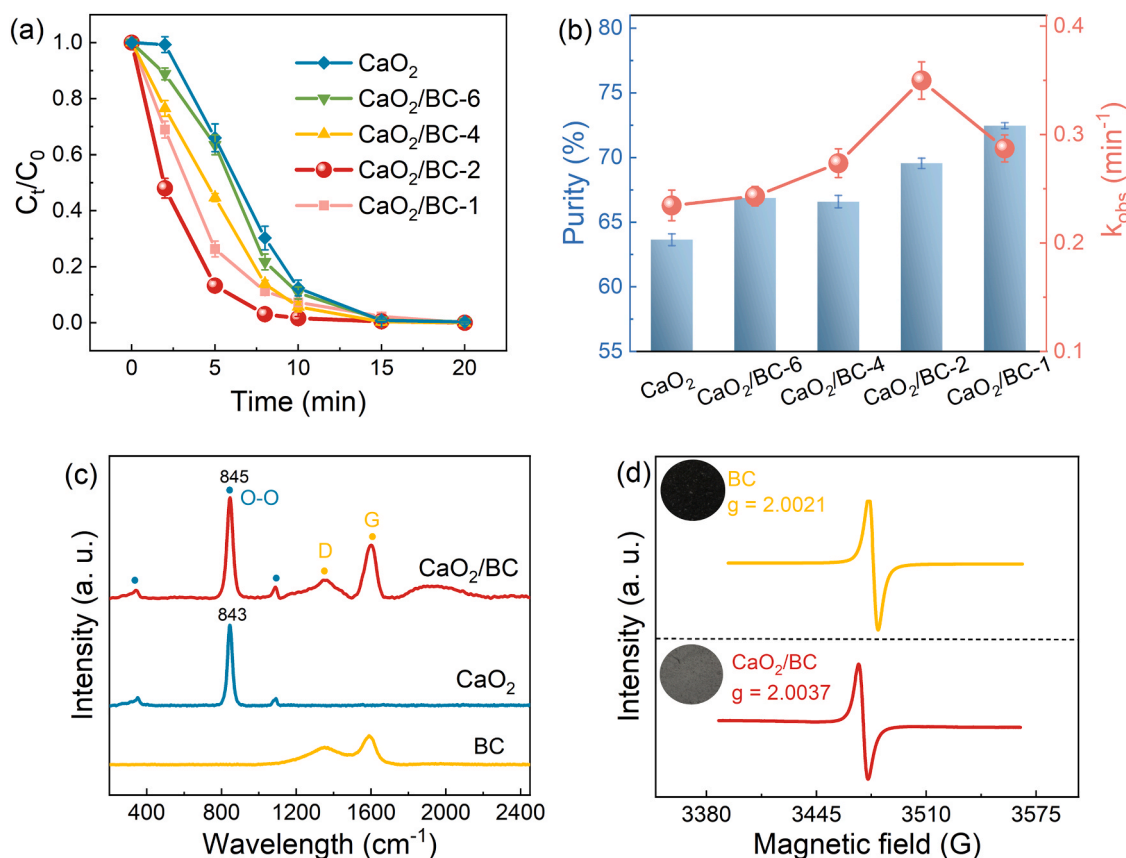 (a)
1.0
0.8
0.6
0.4
0.2
0.0
Cₜ/C₀
0
5
10
15
20
Time (min)
CaO₂
CaO₂/BC-6
CaO₂/BC-4
CaO₂/BC-2
CaO₂/BC-1
(b)
80
75
70
65
60
55
Purity (%)
0.4
0.3
0.2
0.1
k_obs (min⁻¹)
CaO₂
CaO₂/BC-6
CaO₂/BC-4
CaO₂/BC-2
CaO₂/BC-1
(c)
845
O-O
D
G
CaO₂/BC
843
CaO₂
BC
Intensity (a. u.)
400
800
1200
1600
2000
2400
Wavelength (cm⁻¹)
(d)
BC
g = 2.0021
CaO₂/BC
g = 2.0037
Intensity (a. u.)
3380
3445
3510
3575
Magnetic field (G)